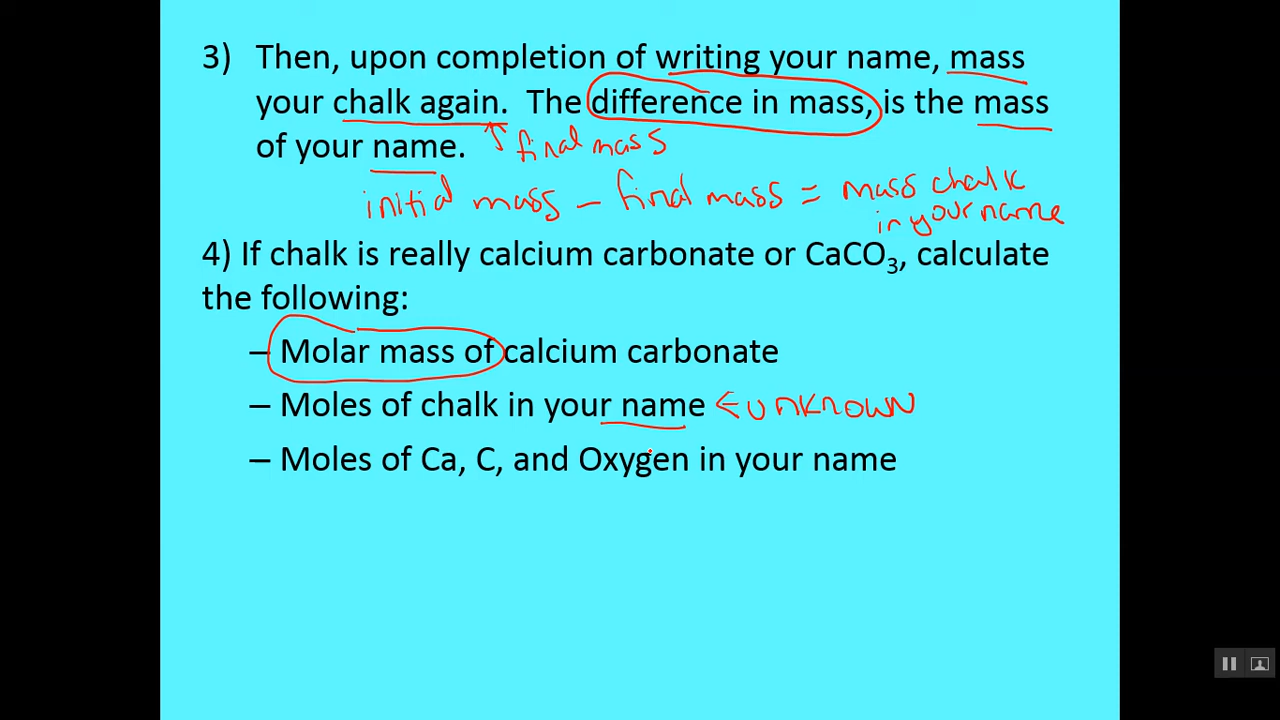 3) Then, upon completion of writing your name, mass
your chalk again. The difference in mass, is the mass
of your name. final mass
initial mass - final mass = mass chalk
in your name
4) If chalk is really calcium carbonate or CaCO₃, calculate
the following:
– Molar mass of calcium carbonate
– Moles of chalk in your name ← unknown
– Moles of Ca, C, and Oxygen in your name